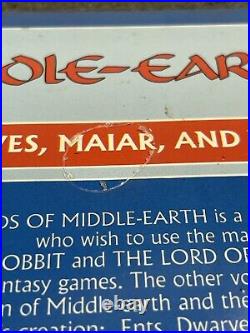 DLE-EAR
VES, MAIAR, AND
DS OF MIDDLE-EARTH is a
who wish to use the ma
OBBIT and THE LORD OF
ntasy games. The other vo
n of Middle-earth and the
creation: Ents, Dwarve